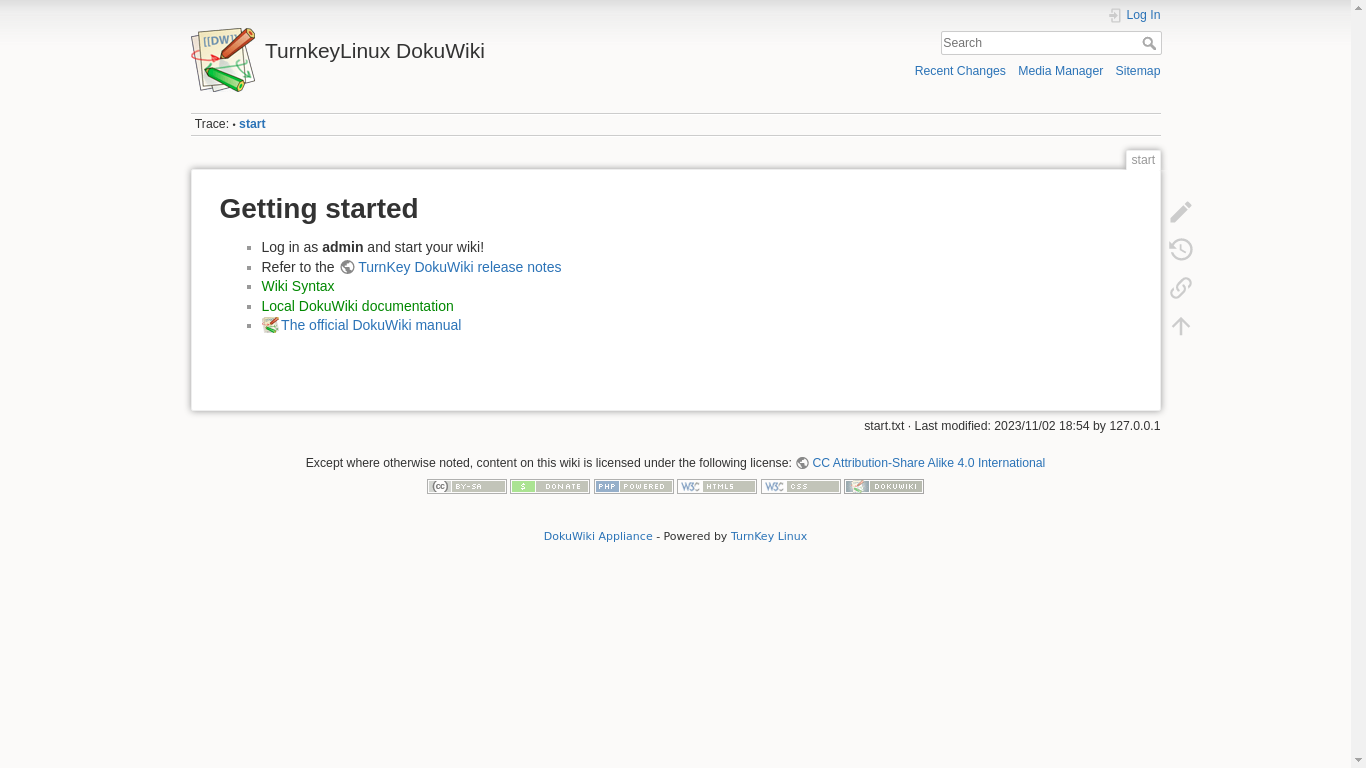 Log In
[[DW]]
TurnkeyLinux DokuWiki
Search
Recent Changes Media Manager Sitemap
Trace: • start
start
Getting started
Log in as admin and start your wiki!
Refer to the TurnKey DokuWiki release notes
Wiki Syntax
Local DokuWiki documentation
The official DokuWiki manual
start.txt · Last modified: 2023/11/02 18:54 by 127.0.0.1
Except where otherwise noted, content on this wiki is licensed under the following license: CC Attribution-Share Alike 4.0 International
(cc) BY-SA $ DONATE PHP POWERED W3C HTML5 W3C CSS DOKUWIKI
DokuWiki Appliance - Powered by TurnKey Linux